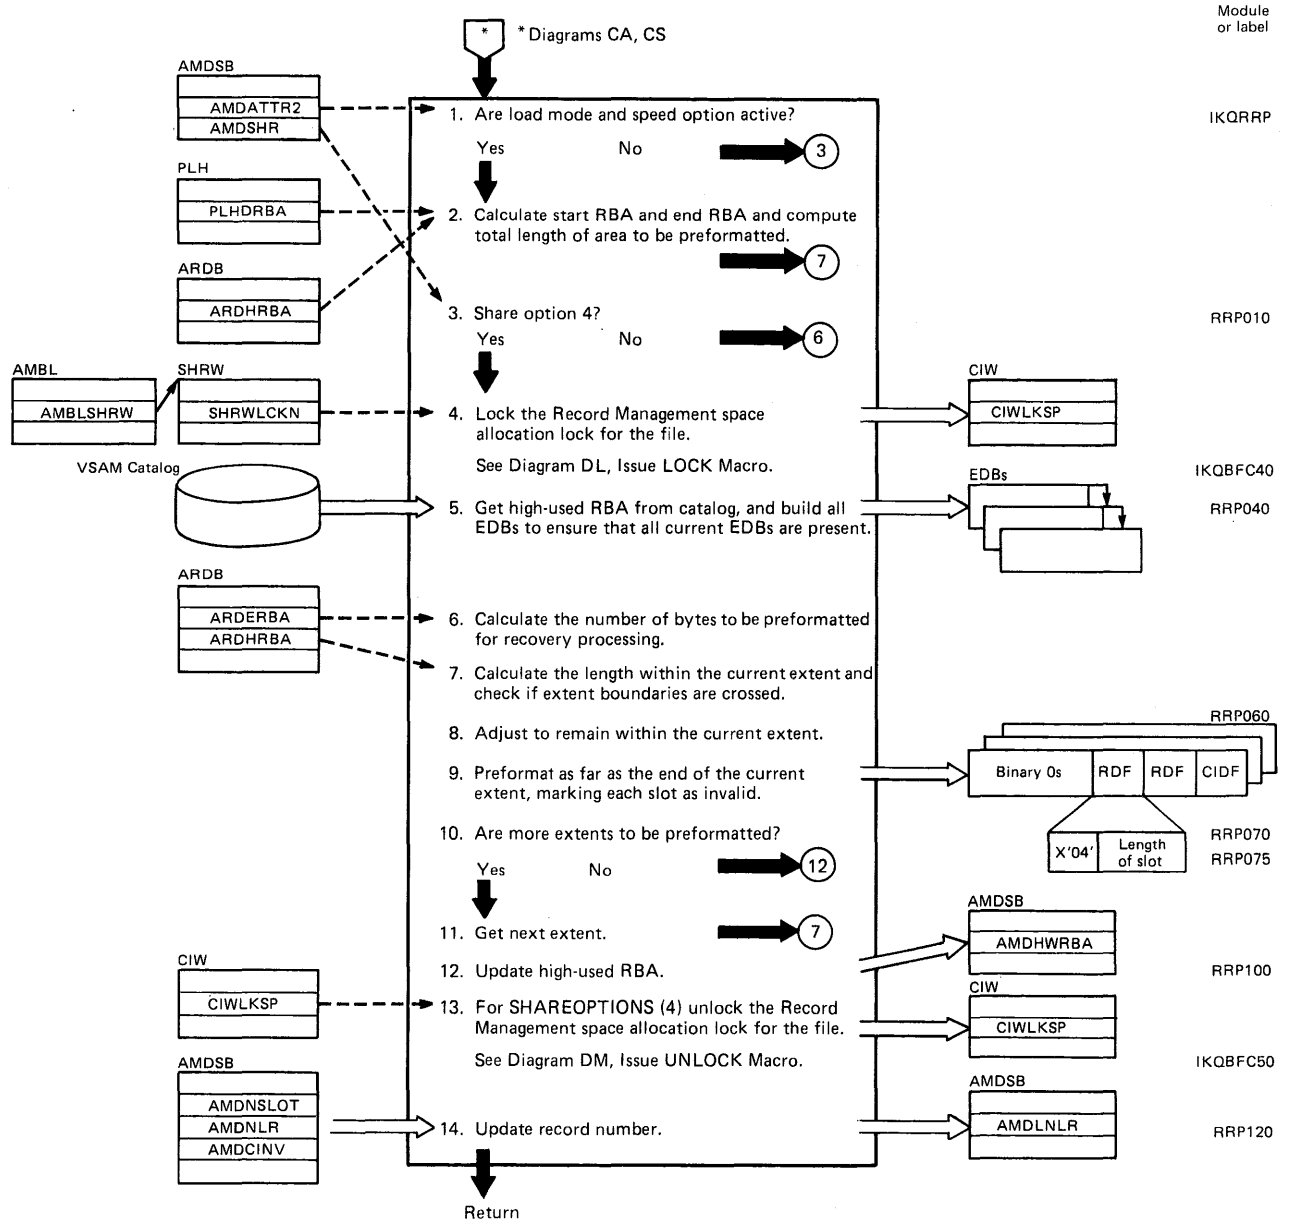 Module
or label
* * Diagrams CA, CS
AMDSB
AMDATTR2
AMDSHR
1. Are load mode and speed option active?
IKQRRP
Yes No 3
PLH
PLHDRBA
2. Calculate start RBA and end RBA and compute
total length of area to be preformatted.
7
ARDB
ARDHRBA
3. Share option 4?
RRP010
Yes No 6
AMBL
AMBLSHRW
SHRW
SHRWLCKN
4. Lock the Record Management space
allocation lock for the file.
CIW
CIWLKSP
See Diagram DL, Issue LOCK Macro.
IKQBFC40
VSAM Catalog
5. Get high-used RBA from catalog, and build all
EDBs to ensure that all current EDBs are present.
EDBs
RRP040
ARDB
ARDERBA
ARDHRBA
6. Calculate the number of bytes to be preformatted
for recovery processing.
7. Calculate the length within the current extent and
check if extent boundaries are crossed.
8. Adjust to remain within the current extent.
RRP060
9. Preformat as far as the end of the current
extent, marking each slot as invalid.
Binary 0s RDF RDF CIDF
10. Are more extents to be preformatted?
RRP070
X'04' Length
of slot
RRP075
Yes No 12
11. Get next extent. 7
AMDSB
AMDHWRBA
12. Update high-used RBA.
RRP100
CIW
CIWLKSP
13. For SHAREOPTIONS (4) unlock the Record
Management space allocation lock for the file.
CIW
CIWLKSP
See Diagram DM, Issue UNLOCK Macro.
IKQBFC50
AMDSB
AMDNSLOT
AMDNLR
AMDCINV
14. Update record number.
AMDSB
AMDLNLR
RRP120
Return